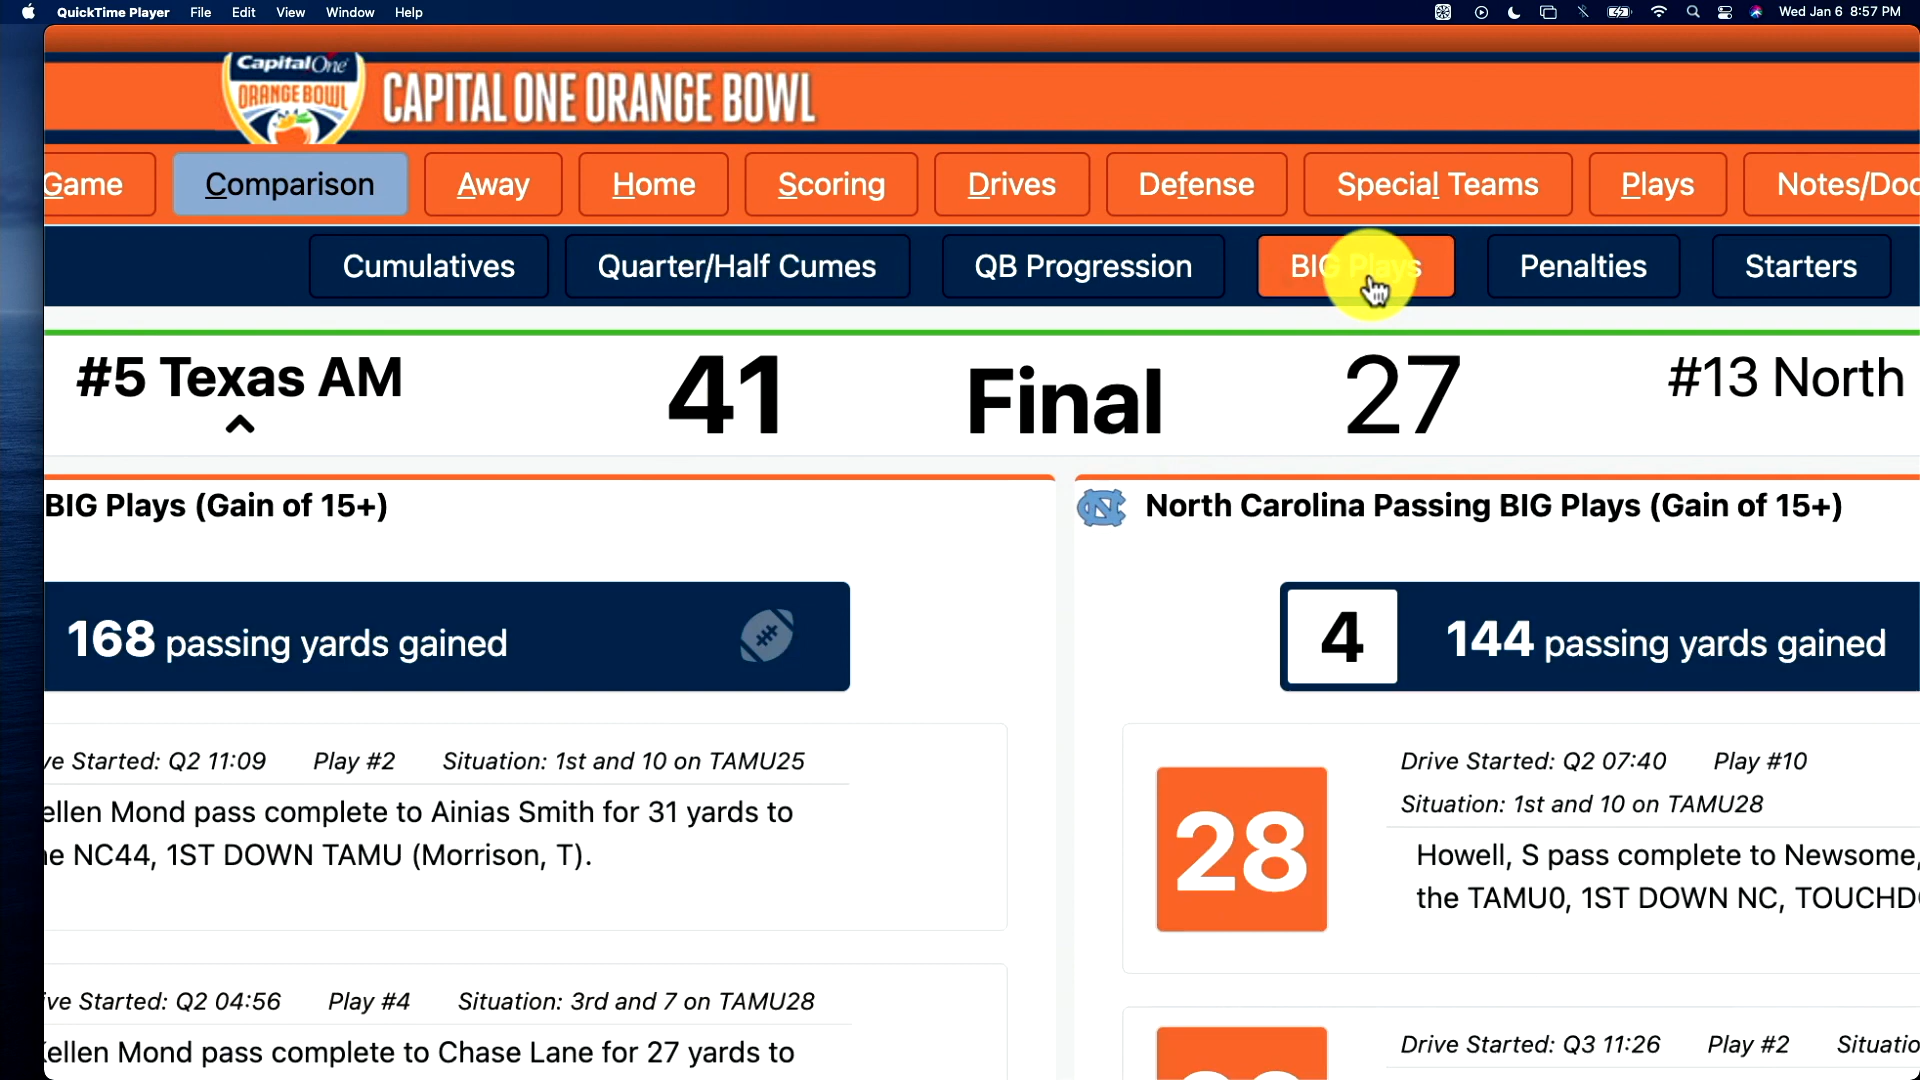 QuickTime Player File Edit View Window Help Wed Jan 6 8:57 PM
Capital One
ORANGE BOWL
CAPITAL ONE ORANGE BOWL
Game Comparison Away Home Scoring Drives Defense Special Teams Plays Notes/Doc
Cumulatives Quarter/Half Cumes QB Progression BIG Plays Penalties Starters
#5 Texas AM 41 Final 27 #13 North
BIG Plays (Gain of 15+)
168 passing yards gained
ve Started: Q2 11:09 Play #2 Situation: 1st and 10 on TAMU25
ellen Mond pass complete to Ainias Smith for 31 yards to
e NC44, 1ST DOWN TAMU (Morrison, T).
ive Started: Q2 04:56 Play #4 Situation: 3rd and 7 on TAMU28
Kellen Mond pass complete to Chase Lane for 27 yards to
NC North Carolina Passing BIG Plays (Gain of 15+)
4 144 passing yards gained
28
Drive Started: Q2 07:40 Play #10
Situation: 1st and 10 on TAMU28
Howell, S pass complete to Newsome,
the TAMU0, 1ST DOWN NC, TOUCHD
Drive Started: Q3 11:26 Play #2 Situatio